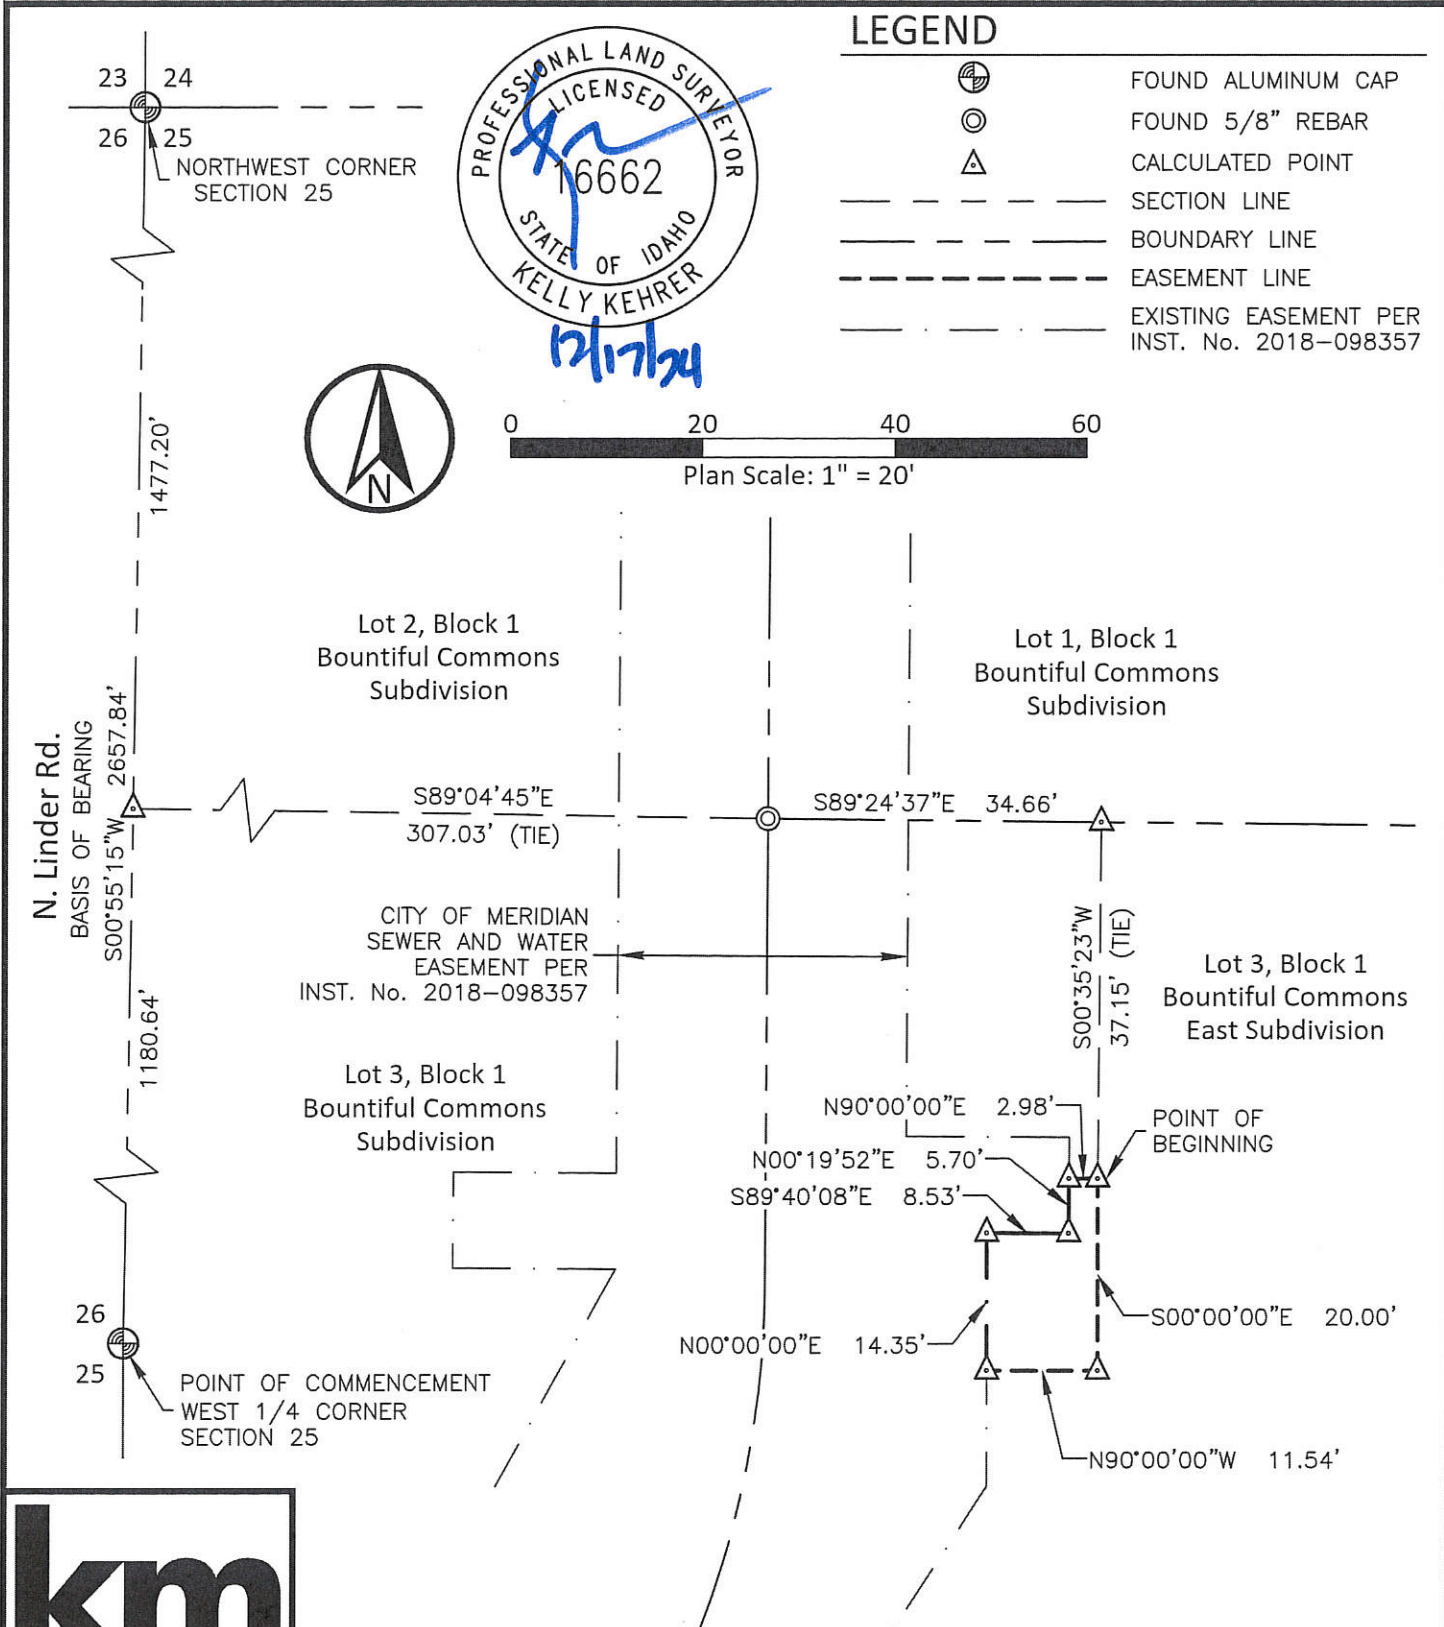 LEGEND
FOUND ALUMINUM CAP
FOUND 5/8" REBAR
CALCULATED POINT
SECTION LINE
BOUNDARY LINE
EASEMENT LINE
EXISTING EASEMENT PER
INST. No. 2018-098357
23 24
26 25
NORTHWEST CORNER
SECTION 25
PROFESSIONAL LAND SURVEYOR
LICENSED
16662
STATE OF IDAHO
KELLY KEHRER
12/17/24
N
0 20 40 60
Plan Scale: 1" = 20'
1477.20'
Lot 2, Block 1
Bountiful Commons
Subdivision
Lot 1, Block 1
Bountiful Commons
Subdivision
N. Linder Rd.
BASIS OF BEARING
S00°55'15"W 2657.84'
1180.64'
S89°04'45"E
307.03' (TIE)
S89°24'37"E 34.66'
CITY OF MERIDIAN
SEWER AND WATER
EASEMENT PER
INST. No. 2018-098357
S00°35'23"W
37.15' (TIE)
Lot 3, Block 1
Bountiful Commons
East Subdivision
Lot 3, Block 1
Bountiful Commons
Subdivision
N90°00'00"E 2.98'
POINT OF
BEGINNING
N00°19'52"E 5.70'
S89°40'08"E 8.53'
S00°00'00"E 20.00'
N00°00'00"E 14.35'
N90°00'00"W 11.54'
26
25
POINT OF COMMENCEMENT
WEST 1/4 CORNER
SECTION 25
km